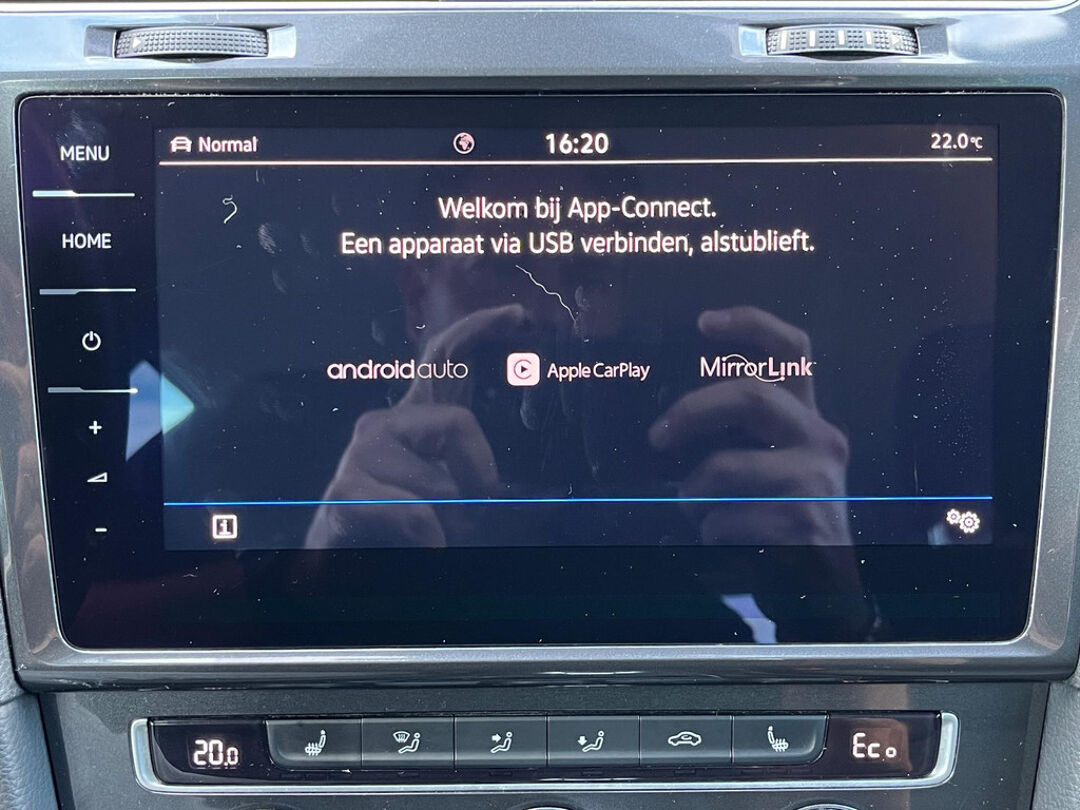 MENU
HOME
Normal
16:20
22.0°C
Welkom bij App-Connect.
Een apparaat via USB verbinden, alstublieft.
androidauto
Apple CarPlay
MirrorLink™
+
-
i
20.0
Eco